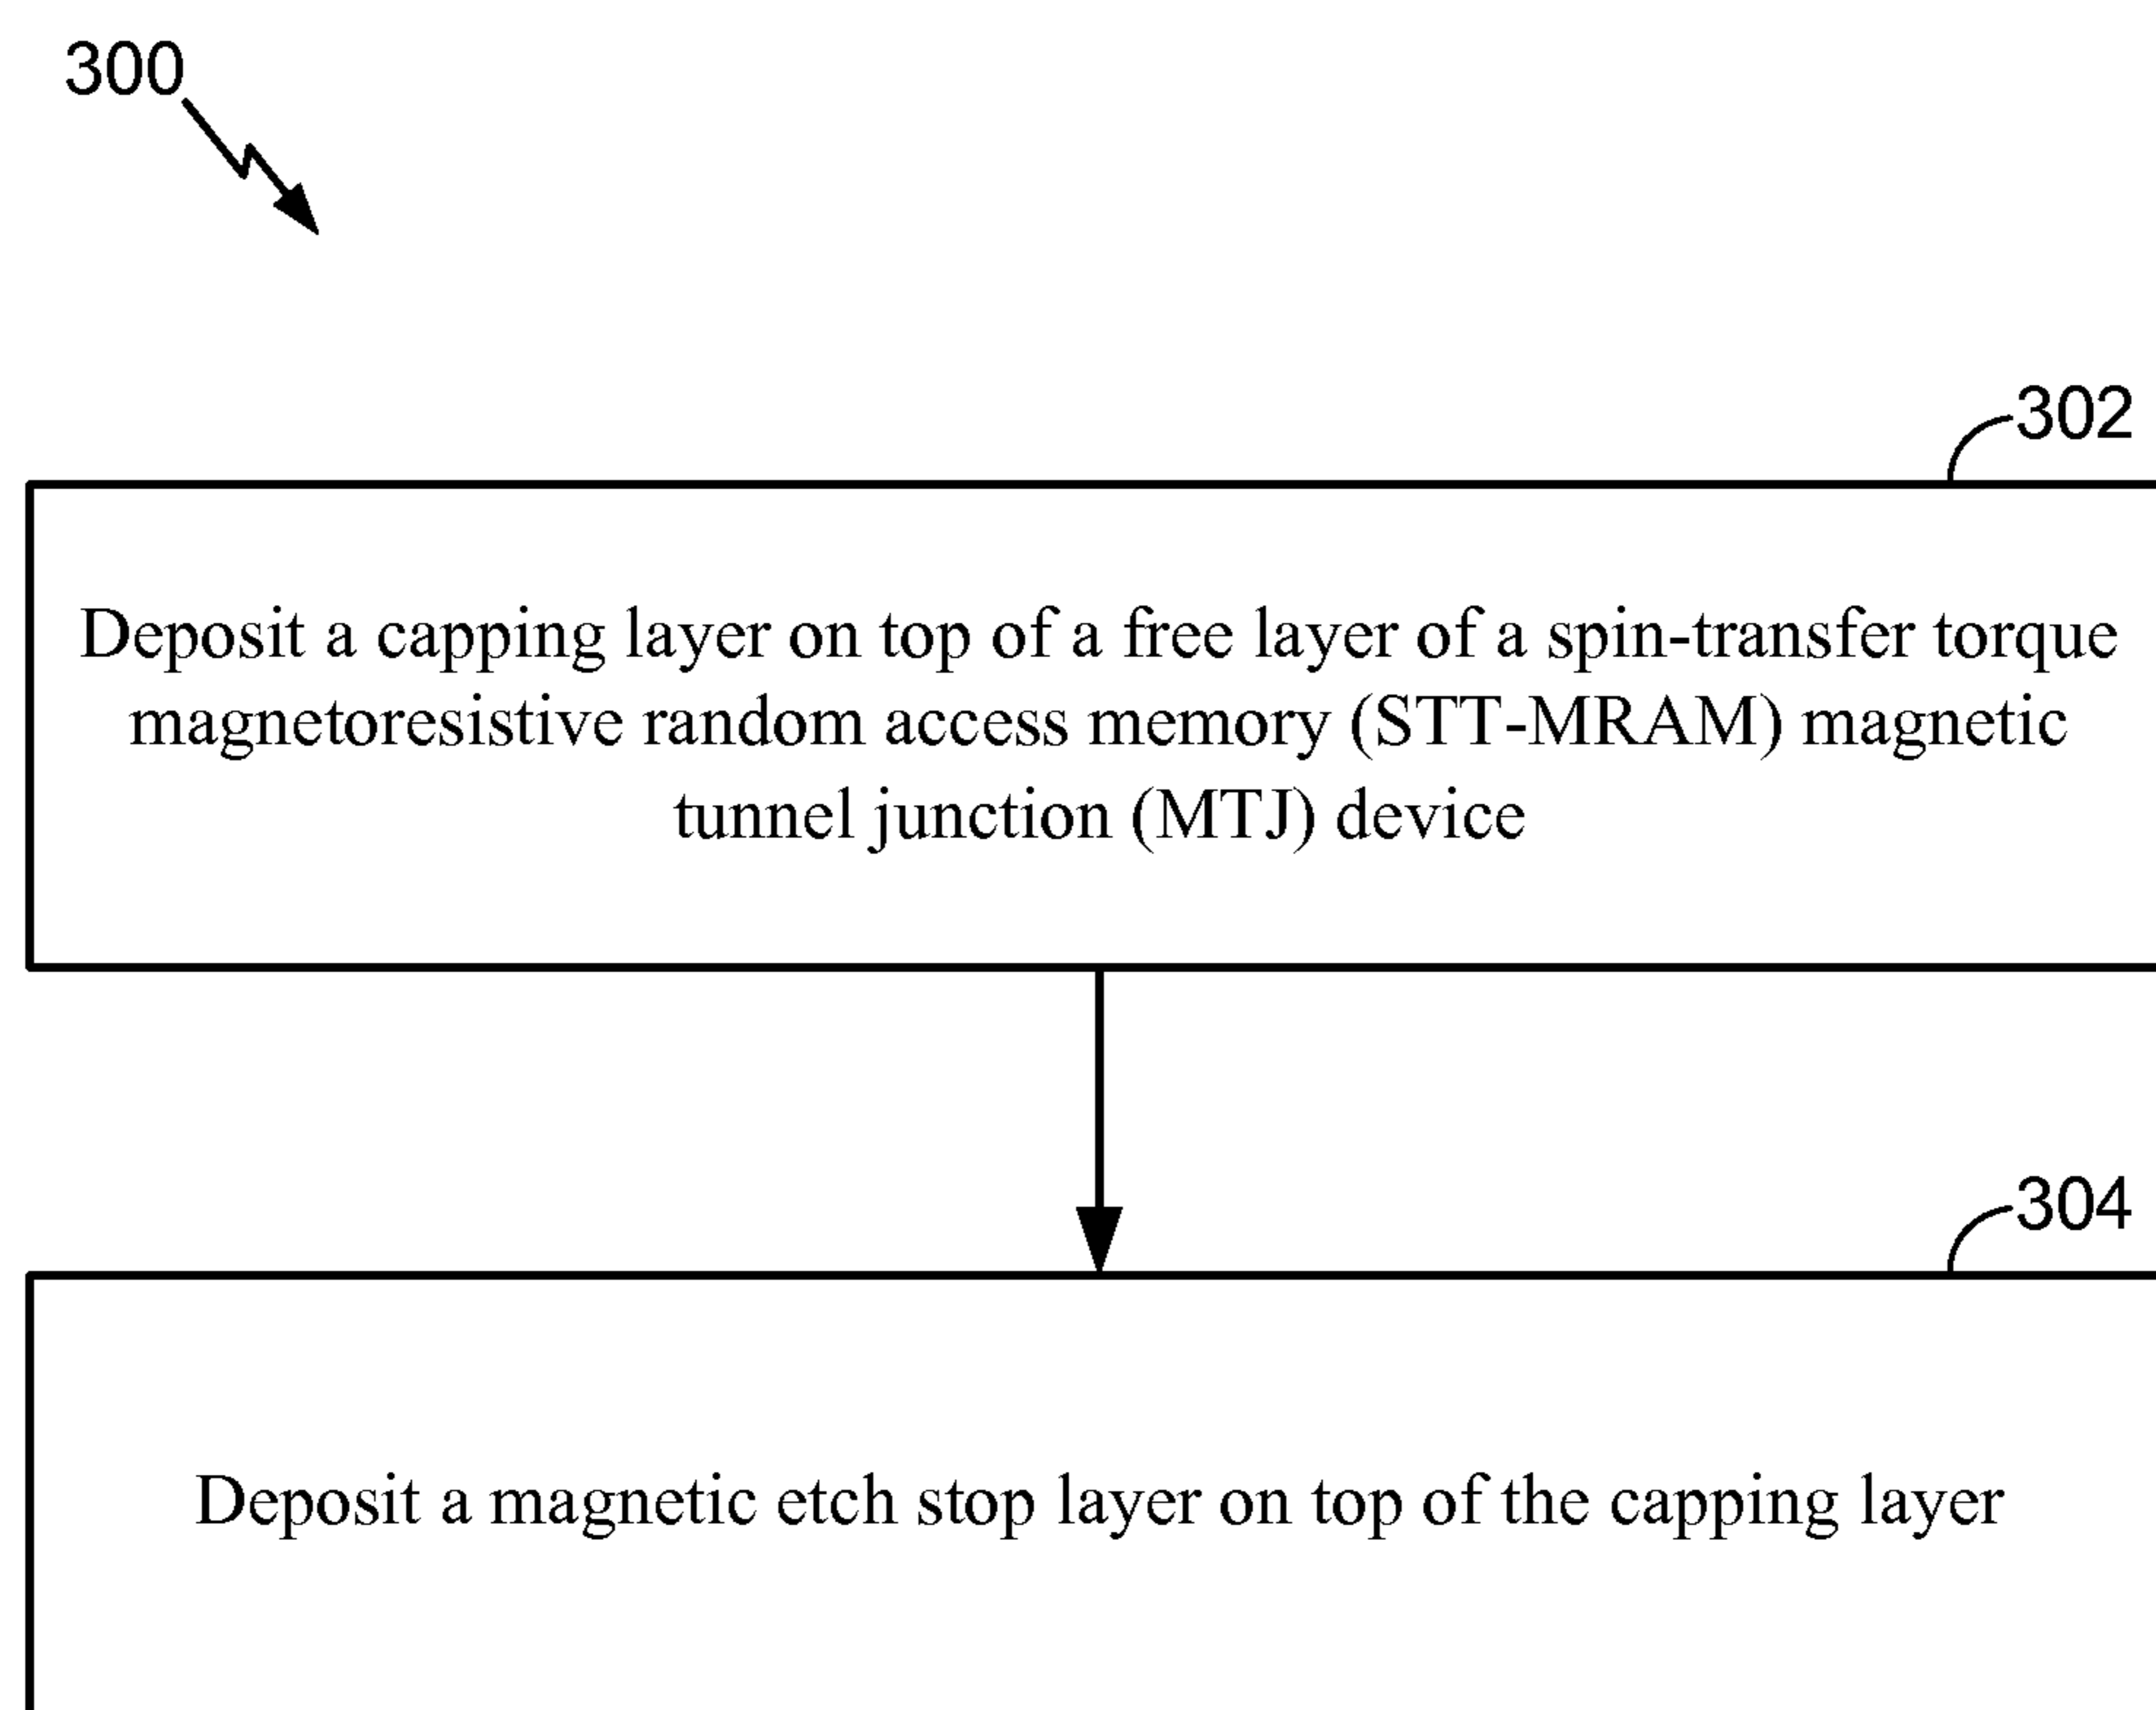 300
302
Deposit a capping layer on top of a free layer of a spin-transfer torque
magnetoresistive random access memory (STT-MRAM) magnetic
tunnel junction (MTJ) device
304
Deposit a magnetic etch stop layer on top of the capping layer